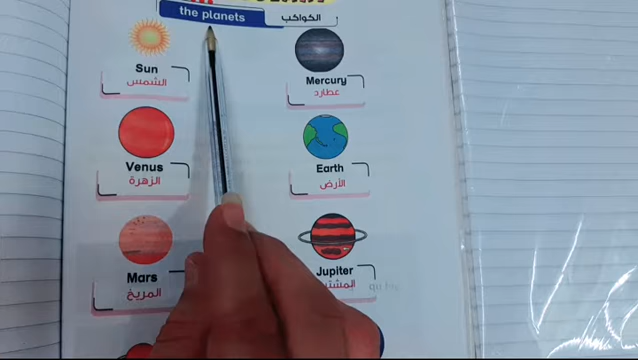 the planets
الكواكب
Sun
الشمس
Mercury
عطارد
Venus
الزهرة
Earth
الأرض
Mars
المريخ
Jupiter